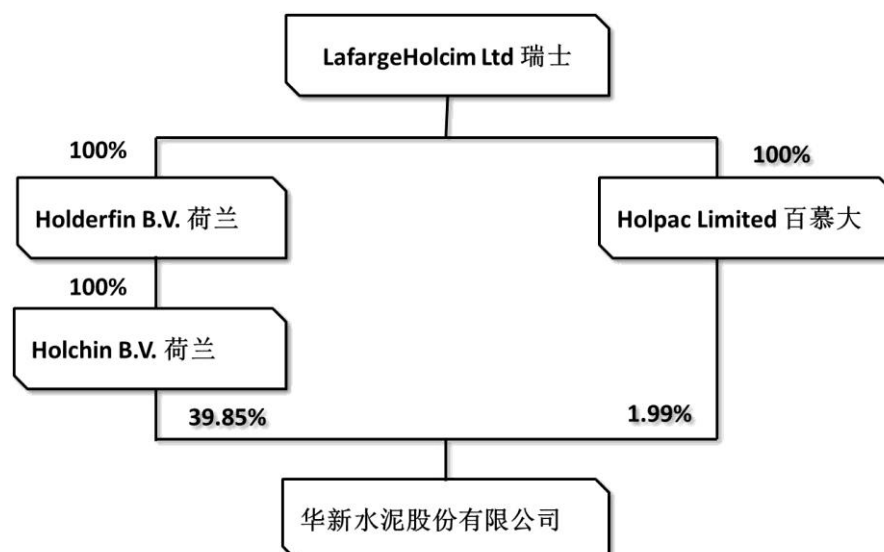 LafargeHolcim Ltd 瑞士
100%
100%
Holderfin B.V. 荷兰
Holpac Limited 百慕大
100%
Holchin B.V. 荷兰
39.85%
1.99%
华新水泥股份有限公司